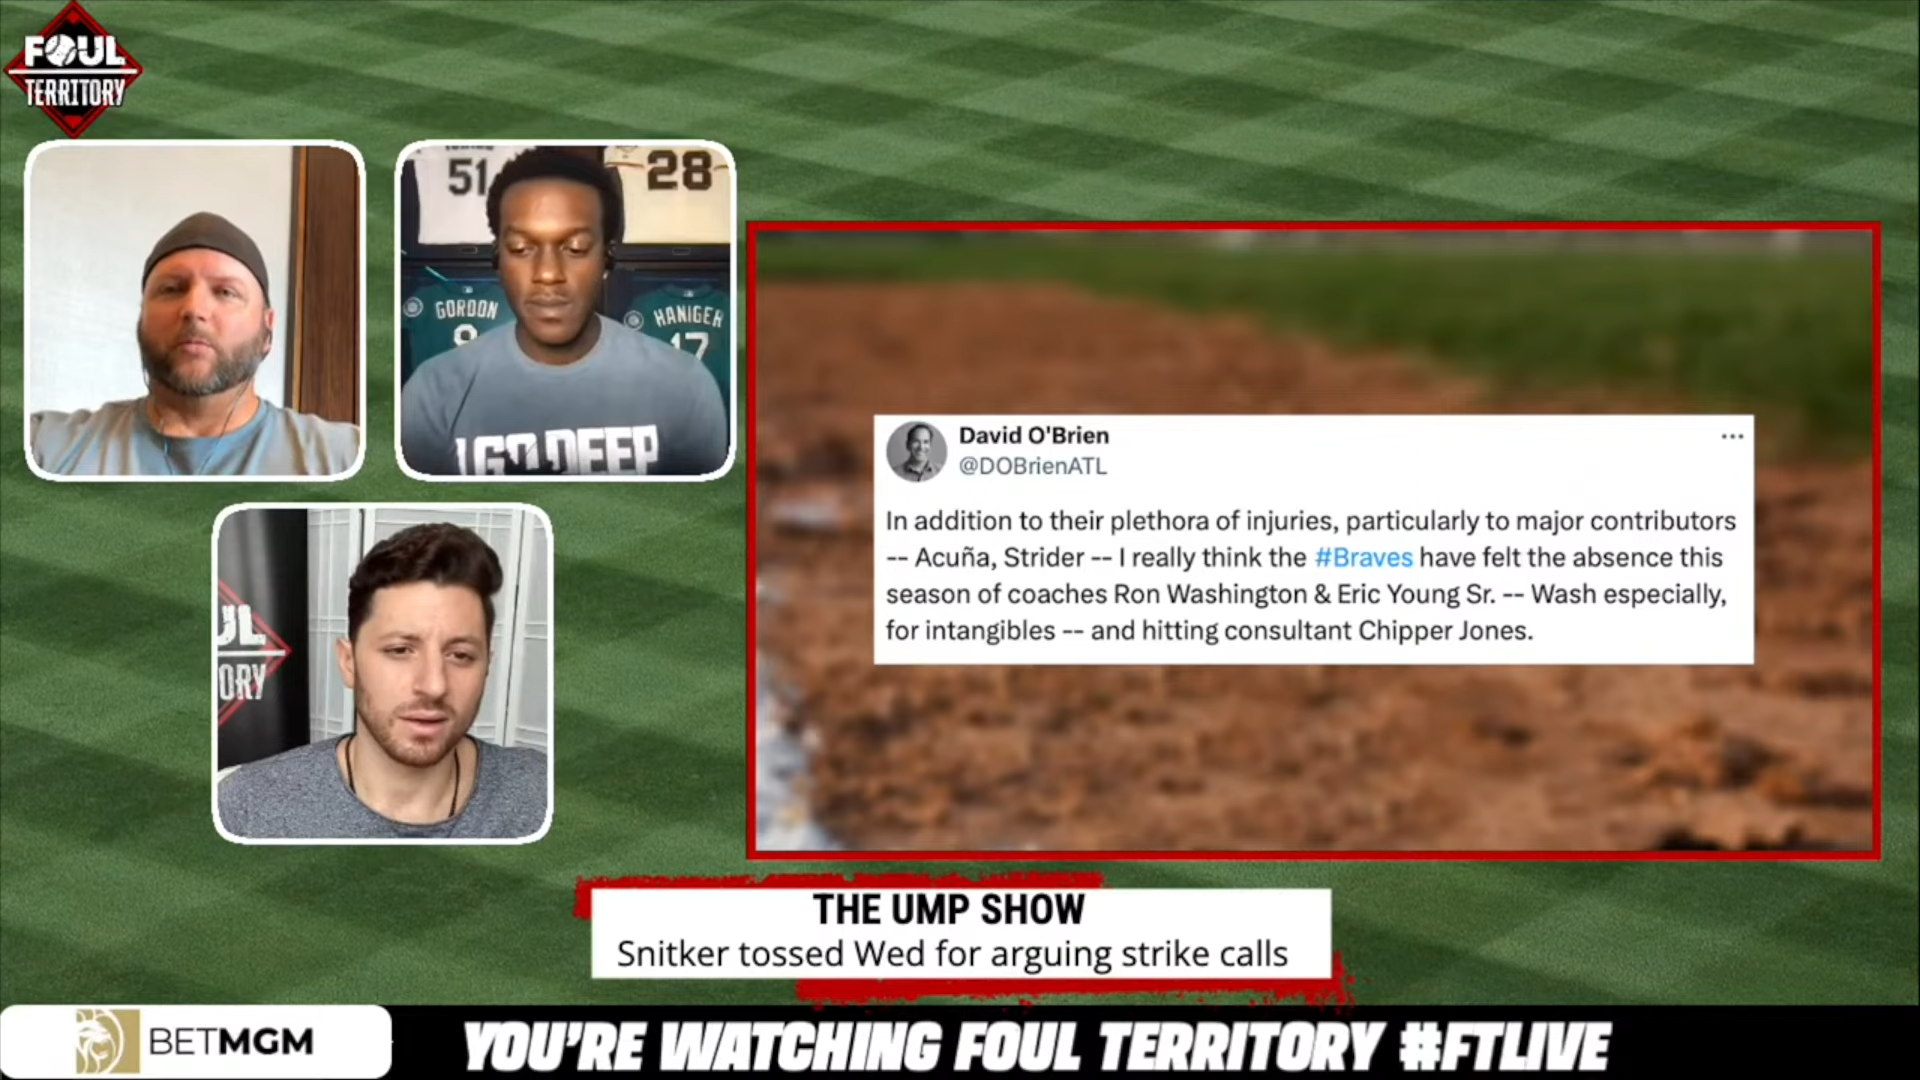 FOUL
TERRITORY
51
28
GORDON
9
HANIGER
17
I GO DEEP
UL
ORY
David O'Brien
@DOBrienATL
In addition to their plethora of injuries, particularly to major contributors
-- Acuña, Strider -- I really think the #Braves have felt the absence this
season of coaches Ron Washington & Eric Young Sr. -- Wash especially,
for intangibles -- and hitting consultant Chipper Jones.
THE UMP SHOW
Snitker tossed Wed for arguing strike calls
BETMGM
YOU'RE WATCHING FOUL TERRITORY #FTLIVE